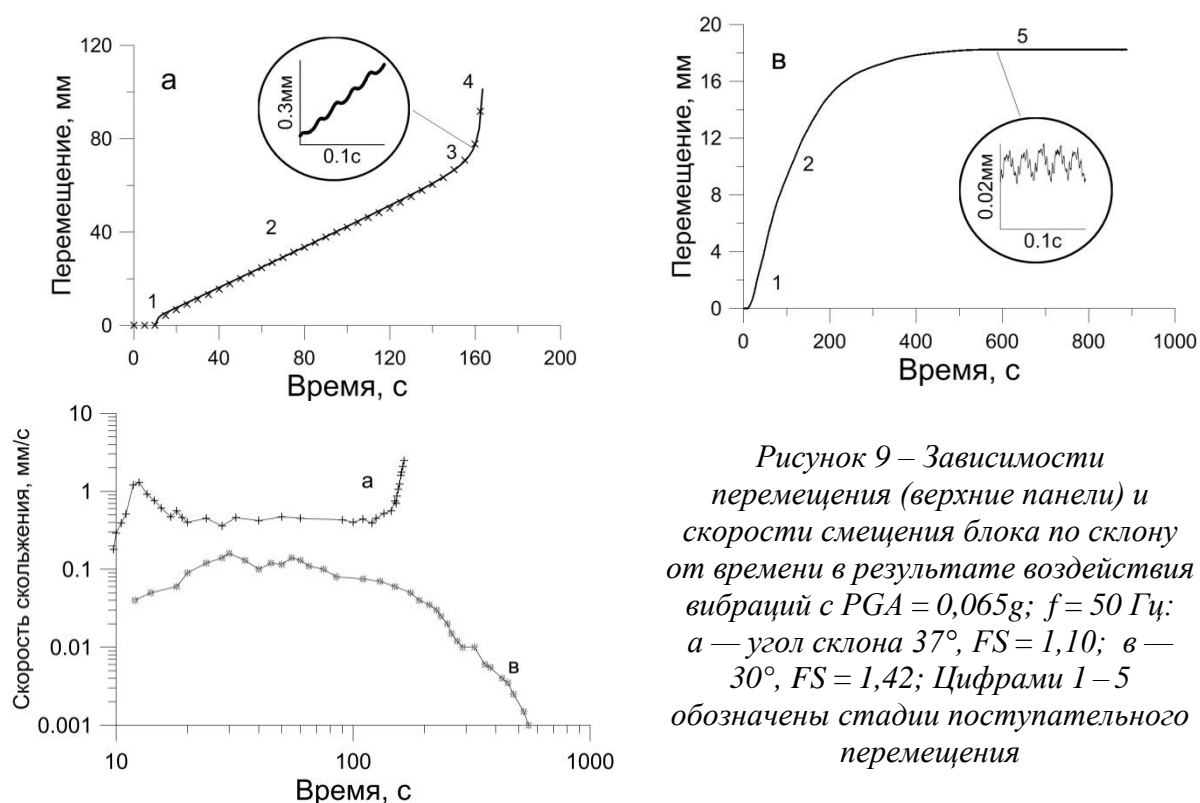 120
80
40
0
Перемещение, мм
а
0.3мм
0.1с
1
2
3
4
0
40
80
120
160
200
Время, с
20
16
12
8
4
0
Перемещение, мм
в
5
2
1
0.02мм
0.1с
0
200
400
600
800
1000
Время, с
10
1
0.1
0.01
0.001
Скорость скольжения, мм/с
а
в
10
100
1000
Время, с
Рисунок 9 – Зависимости
перемещения (верхние панели) и
скорости смещения блока по склону
от времени в результате воздействия
вибраций с PGA = 0,065g; f = 50 Гц:
а — угол склона 37°, FS = 1,10; в —
30°, FS = 1,42; Цифрами 1 – 5
обозначены стадии поступательного
перемещения